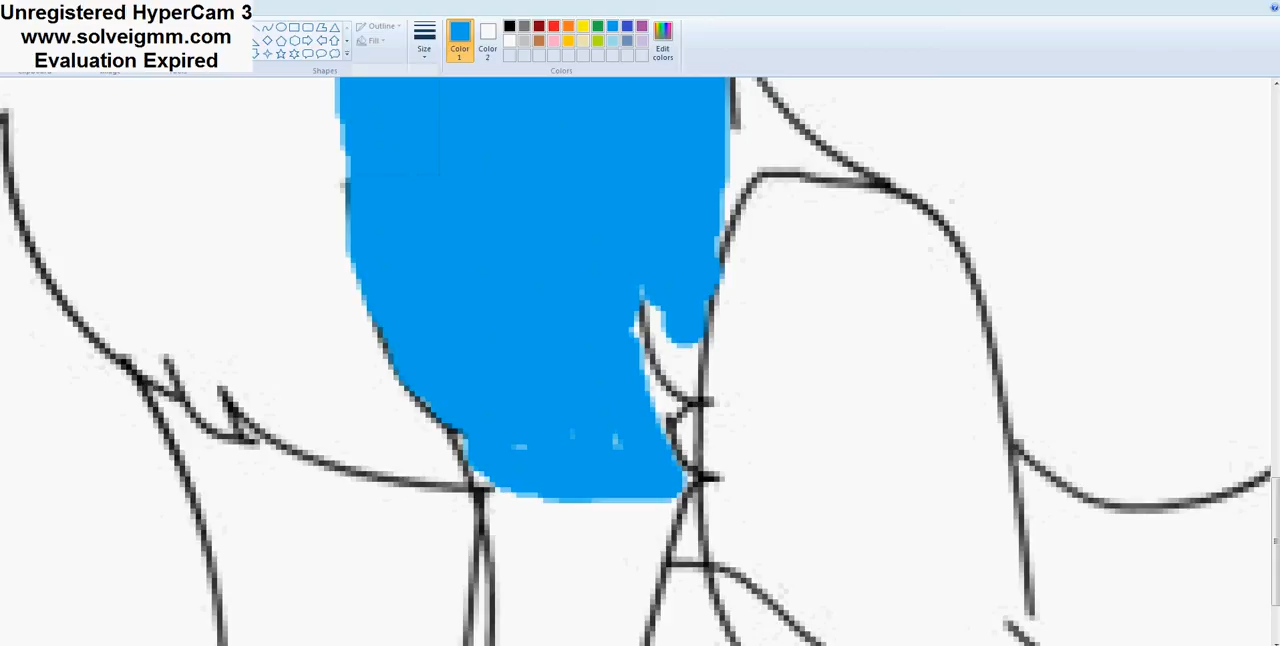 Unregistered HyperCam 3
www.solveigmm.com
Evaluation Expired
Outline
Fill
Shapes
Size
Color
1
Color
2
Edit
colors
Colors